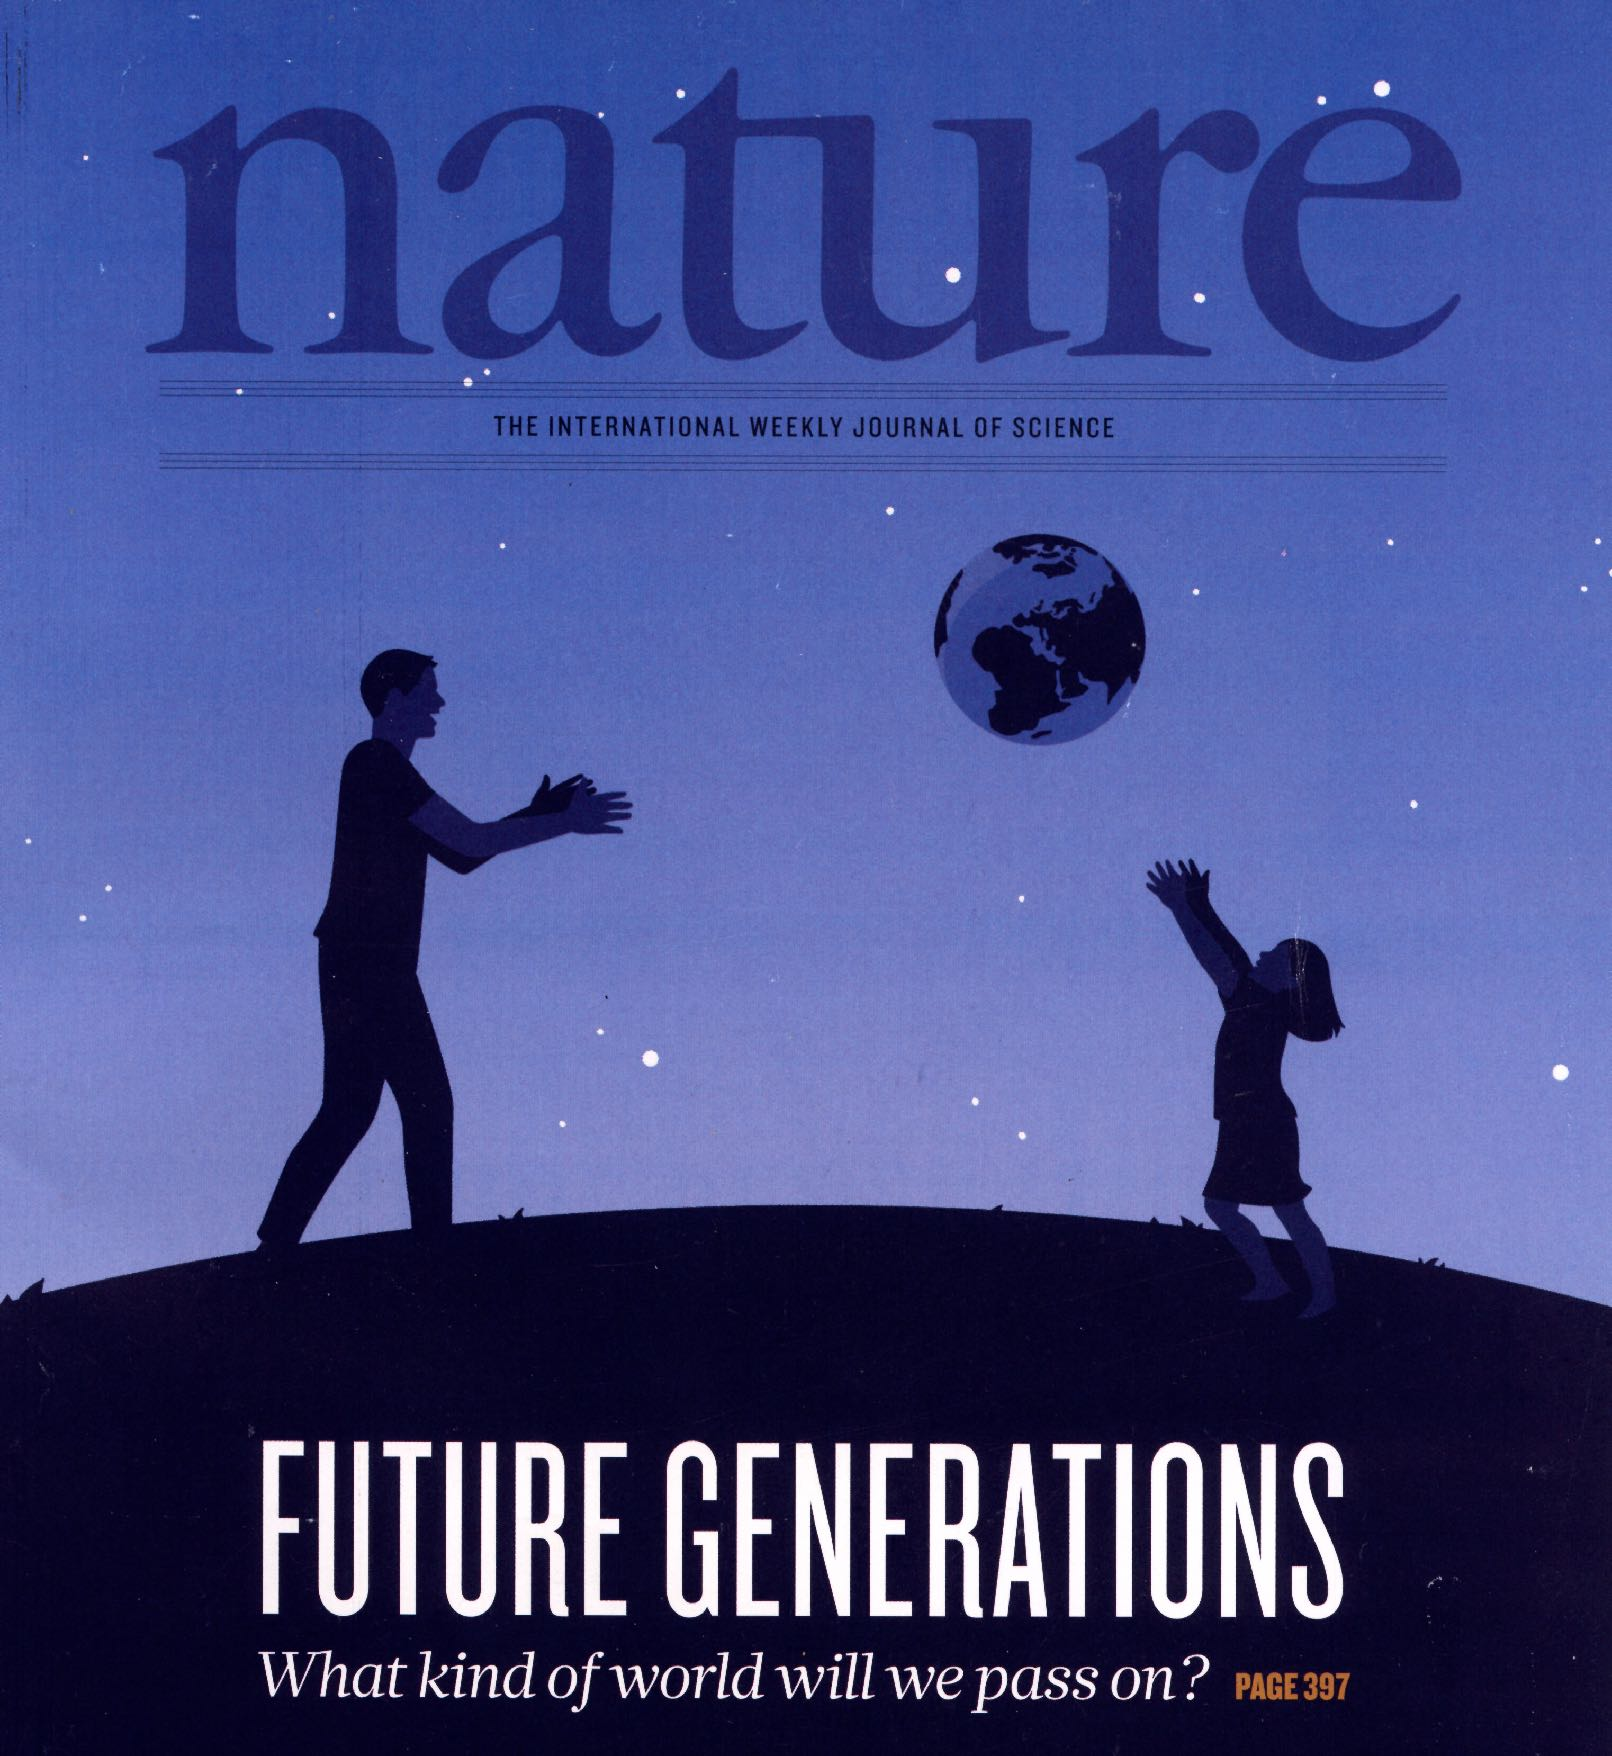 nature
THE INTERNATIONAL WEEKLY JOURNAL OF SCIENCE
FUTURE GENERATIONS
What kind of world will we pass on? PAGE 397